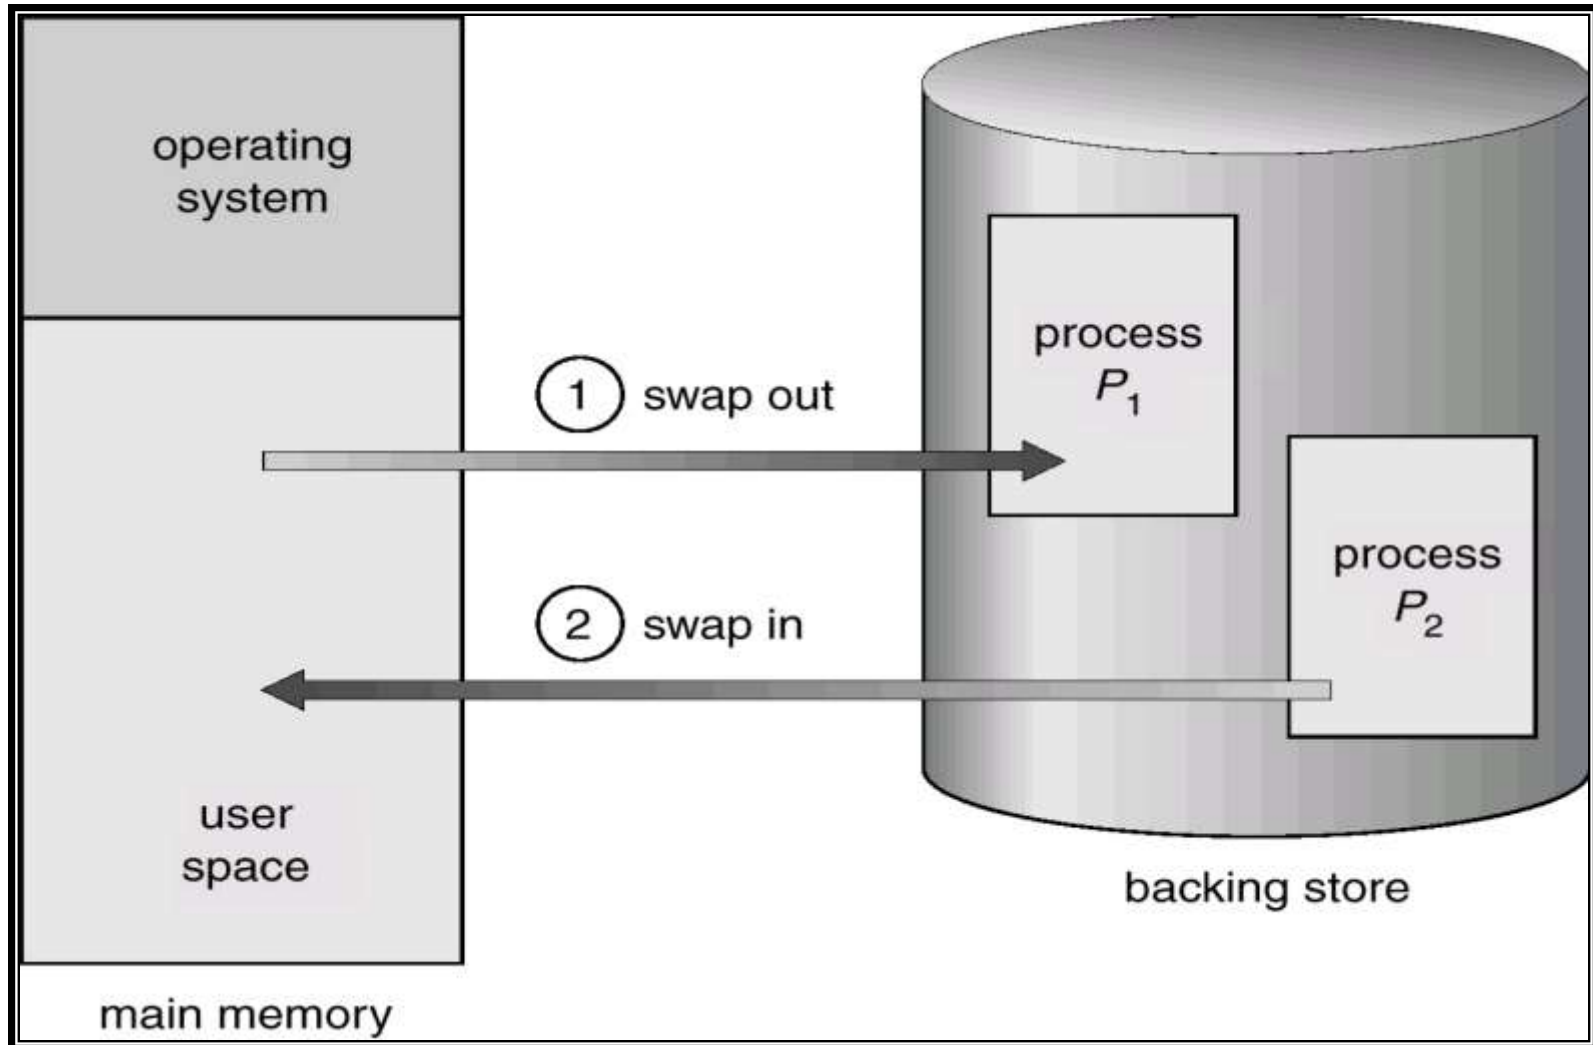 operating
system
1 swap out
process
P1
2 swap in
process
P2
user
space
backing store
main memory